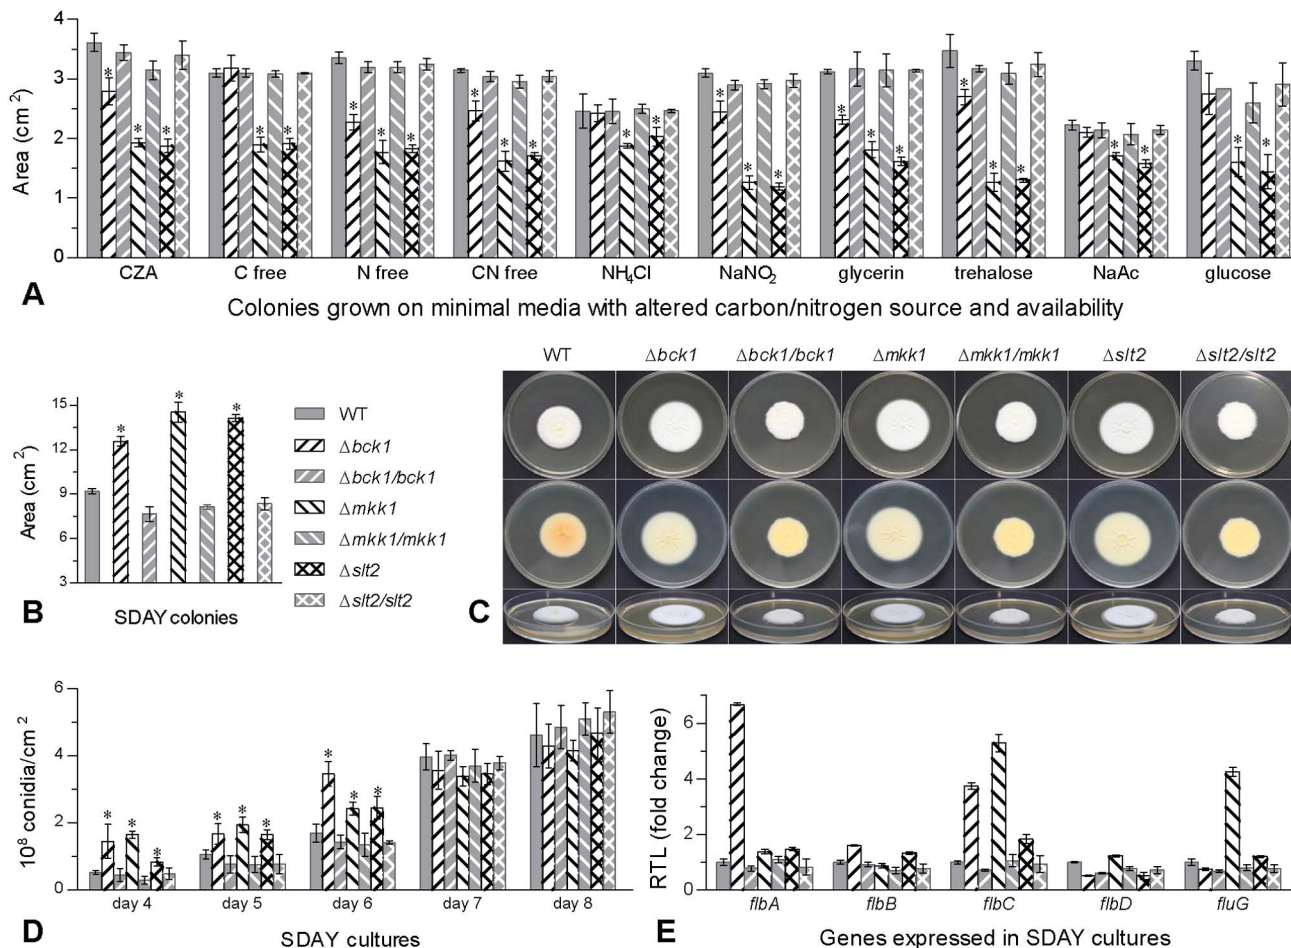 4
3
2
1
0
Area (cm²)
* * * * * * * * * * * * * * * * * * * * * * * * * *
CZA C free N free CN free NH₄Cl NaNO₂ glycerin trehalose NaAc glucose
A
Colonies grown on minimal media with altered carbon/nitrogen source and availability
15
12
9
6
3
Area (cm²)
* * *
B
SDAY colonies
WT
Δbck1
Δbck1/bck1
Δmkk1
Δmkk1/mkk1
Δslt2
Δslt2/slt2
WT Δbck1 Δbck1/bck1 Δmkk1 Δmkk1/mkk1 Δslt2 Δslt2/slt2
C
6
4
2
0
10⁸ conidia/cm²
* * * * * * * * *
day 4 day 5 day 6 day 7 day 8
D
SDAY cultures
6
4
2
0
RTL (fold change)
flbA flbB flbC flbD fluG
E
Genes expressed in SDAY cultures